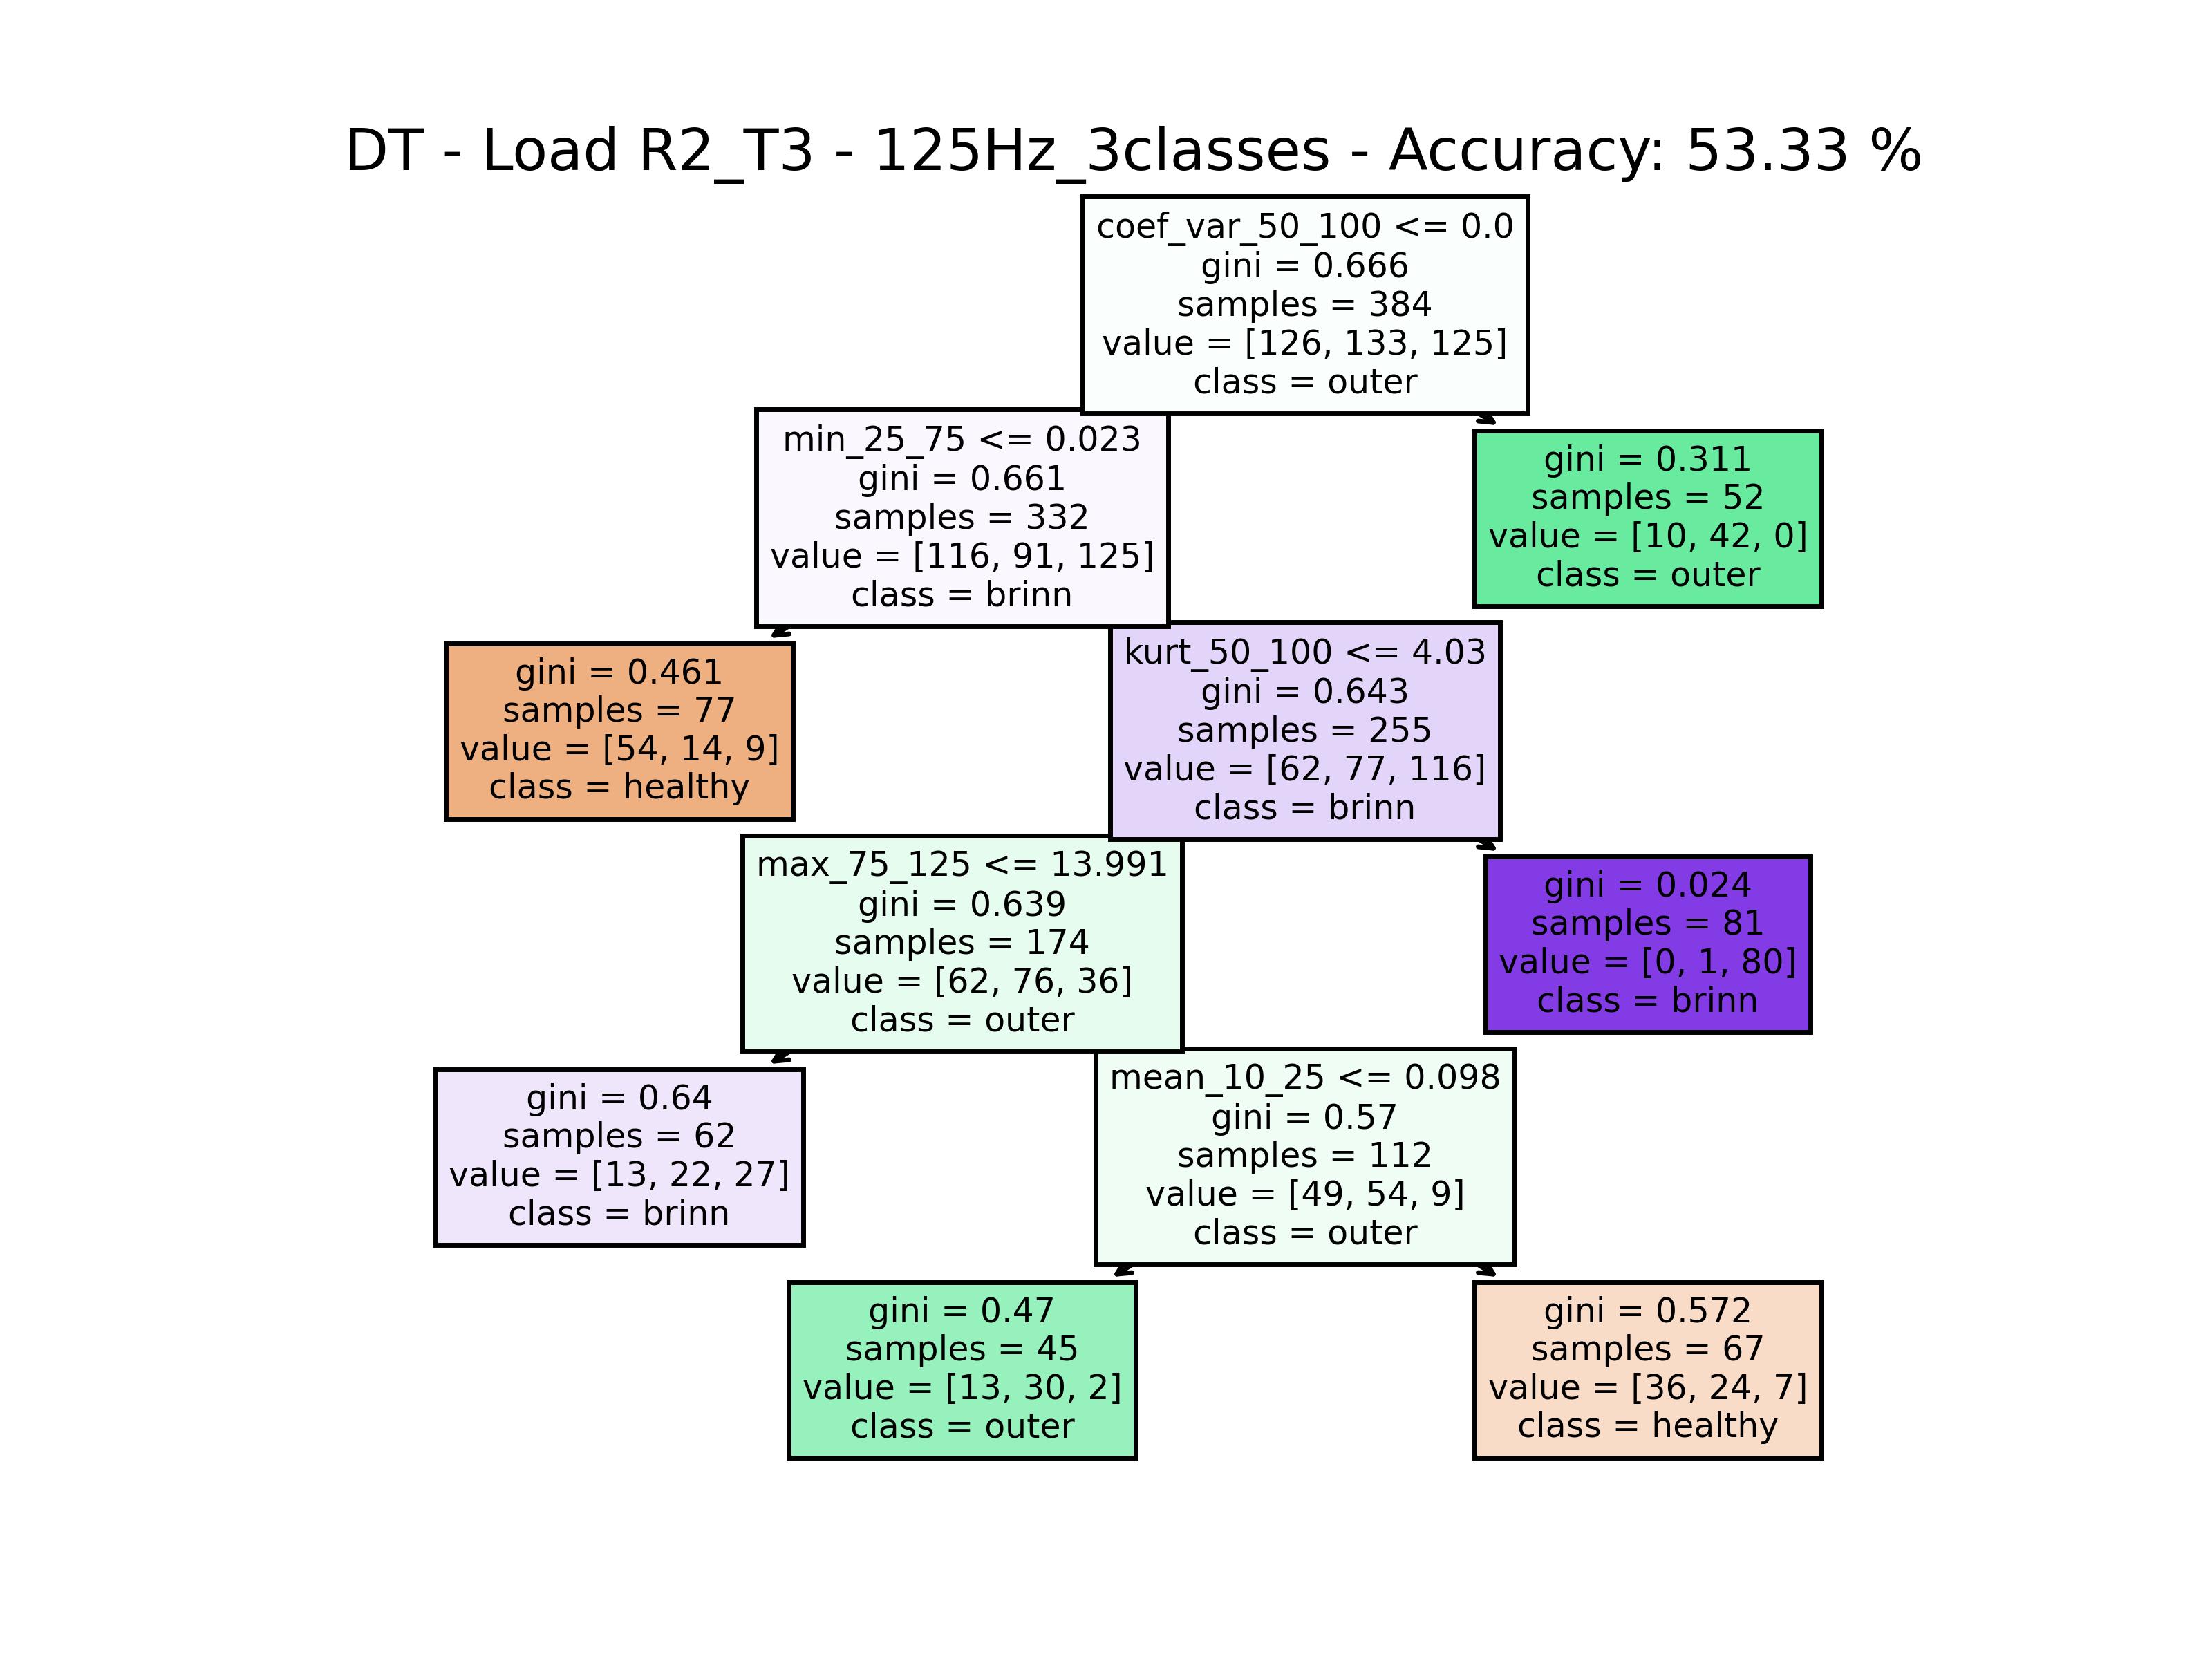 DT - Load R2_T3 - 125Hz_3classes - Accuracy: 53.33 %
coef_var_50_100 <= 0.0
gini = 0.666
samples = 384
value = [126, 133, 125]
class = outer
min_25_75 <= 0.023
gini = 0.661
samples = 332
value = [116, 91, 125]
class = brinn
gini = 0.311
samples = 52
value = [10, 42, 0]
class = outer
gini = 0.461
samples = 77
value = [54, 14, 9]
class = healthy
kurt_50_100 <= 4.03
gini = 0.643
samples = 255
value = [62, 77, 116]
class = brinn
max_75_125 <= 13.991
gini = 0.639
samples = 174
value = [62, 76, 36]
class = outer
gini = 0.024
samples = 81
value = [0, 1, 80]
class = brinn
gini = 0.64
samples = 62
value = [13, 22, 27]
class = brinn
mean_10_25 <= 0.098
gini = 0.57
samples = 112
value = [49, 54, 9]
class = outer
gini = 0.47
samples = 45
value = [13, 30, 2]
class = outer
gini = 0.572
samples = 67
value = [36, 24, 7]
class = healthy